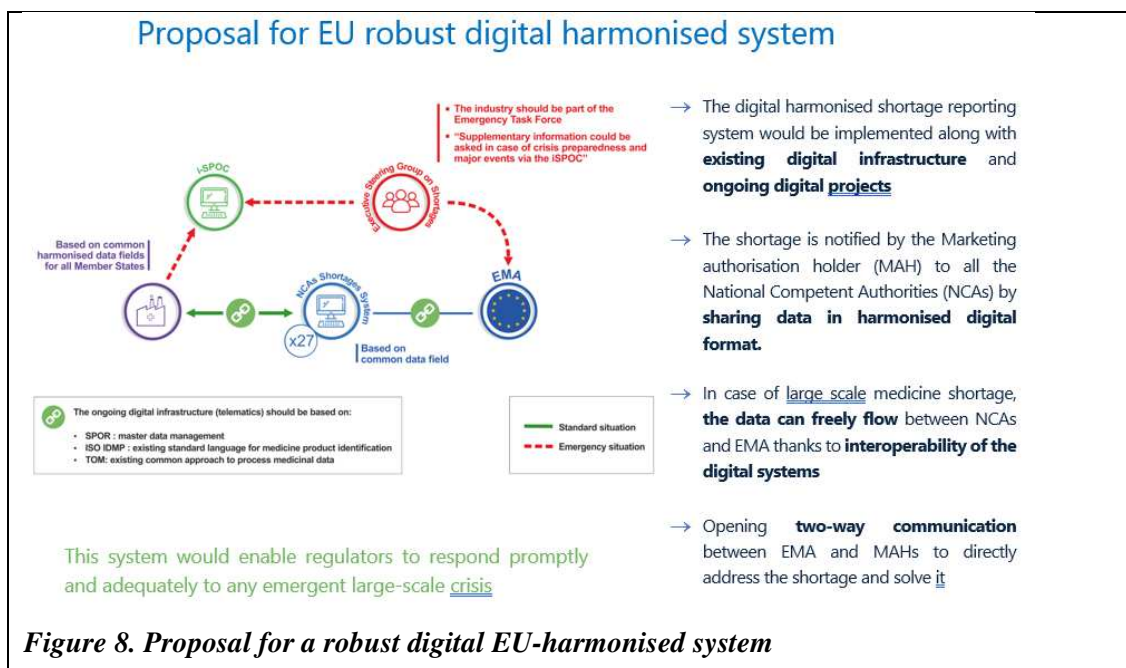 Proposal for EU robust digital harmonised system
• The industry should be part of the
Emergency Task Force
• “Supplementary information could be
asked in case of crisis preparedness and
major events via the iSPOC”
i-SPOC
Executive Steering Group on Shortages
Based on common
harmonised data fields
for all Member States
NCAs Shortages System
EMA
x27
Based on
common data field
The ongoing digital infrastructure (telematics) should be based on:
• SPOR : master data management
• ISO IDMP : existing standard language for medicine product identification
• TOM: existing common approach to process medicinal data
Standard situation
Emergency situation
This system would enable regulators to respond promptly
and adequately to any emergent large-scale crisis
→ The digital harmonised shortage reporting
system would be implemented along with
existing digital infrastructure and
ongoing digital projects
→ The shortage is notified by the Marketing
authorisation holder (MAH) to all the
National Competent Authorities (NCAs) by
sharing data in harmonised digital
format.
→ In case of large scale medicine shortage,
the data can freely flow between NCAs
and EMA thanks to interoperability of the
digital systems
→ Opening two-way communication
between EMA and MAHs to directly
address the shortage and solve it
Figure 8. Proposal for a robust digital EU-harmonised system